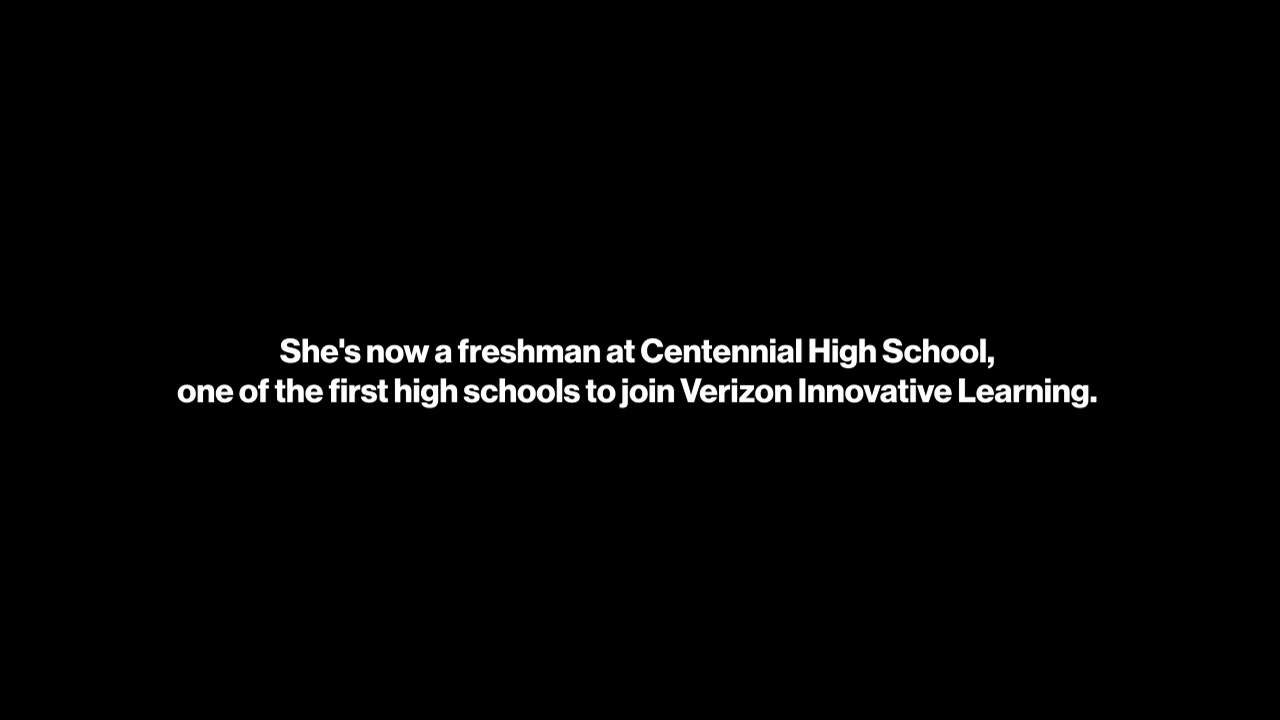 She's now a freshman at Centennial High School,
one of the first high schools to join Verizon Innovative Learning.